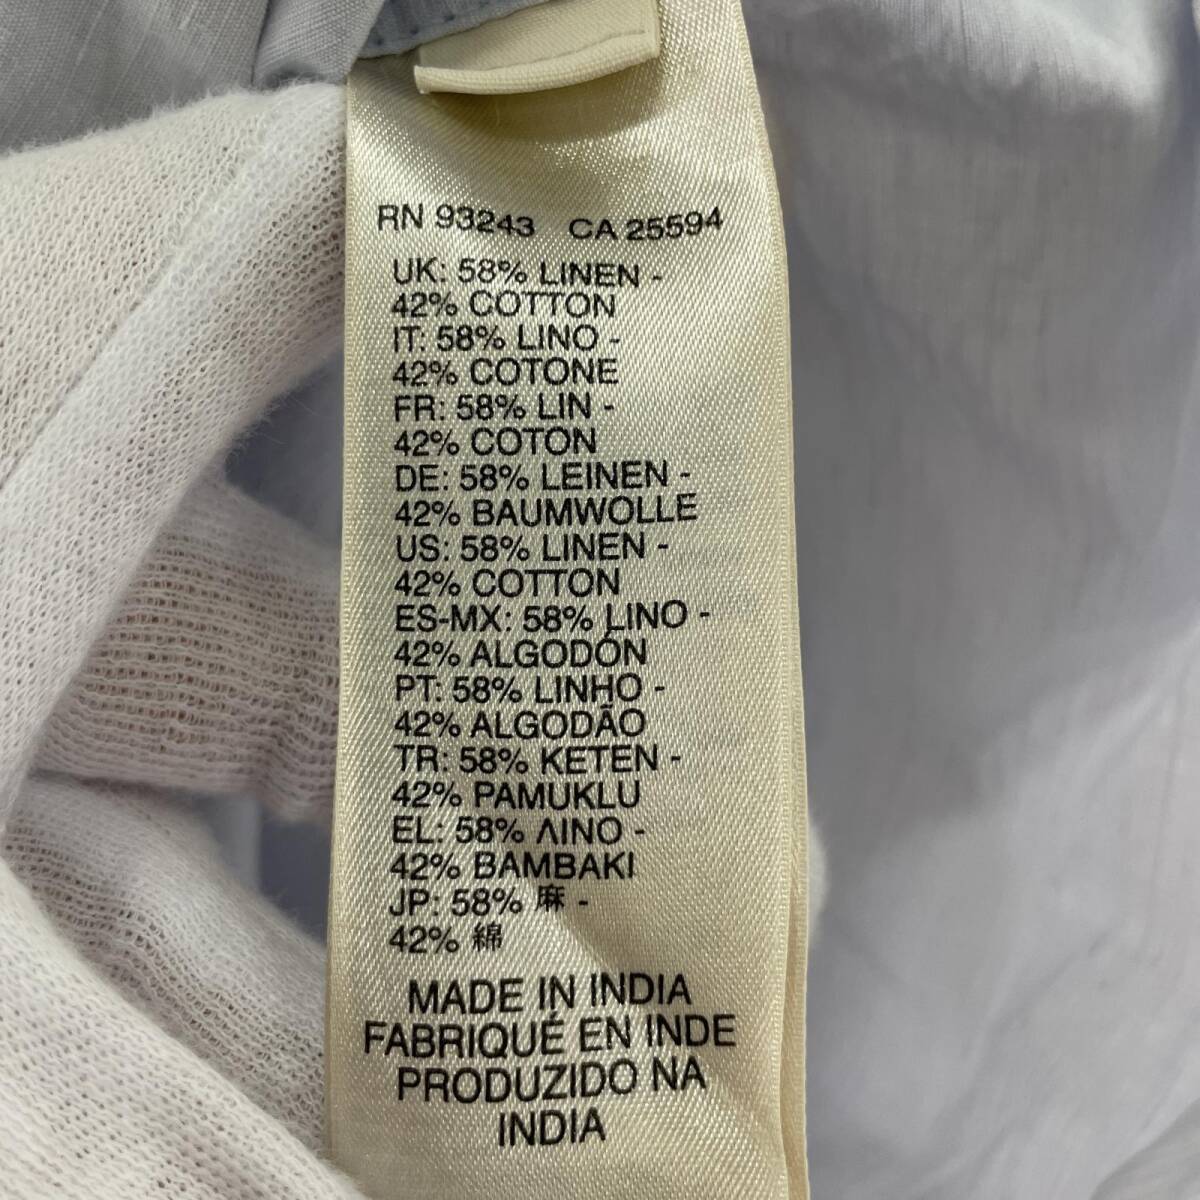 RN 93243 CA 25594
UK: 58% LINEN -
42% COTTON
IT: 58% LINO -
42% COTONE
FR: 58% LIN -
42% COTON
DE: 58% LEINEN -
42% BAUMWOLLE
US: 58% LINEN -
42% COTTON
ES-MX: 58% LINO -
42% ALGODÓN
PT: 58% LINHO -
42% ALGODÃO
TR: 58% KETEN -
42% PAMUKLU
EL: 58% ΛINO -
42% BAMBAKI
JP: 58% 麻 -
42% 綿
MADE IN INDIA
FABRIQUÉ EN INDE
PRODUZIDO NA
INDIA